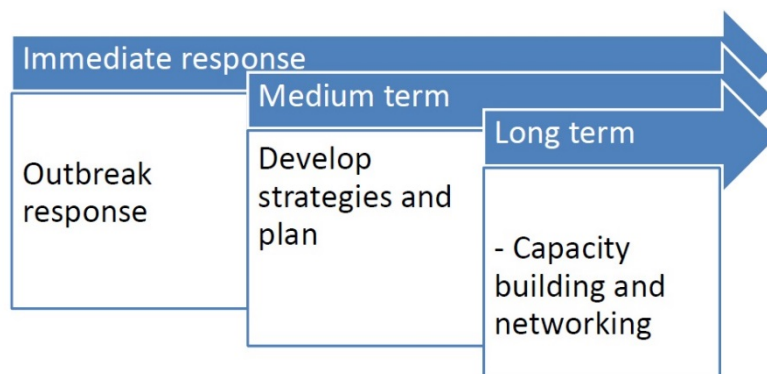 Immediate response
Medium term
Long term
Outbreak
response
Develop
strategies and
plan
- Capacity
building and
networking